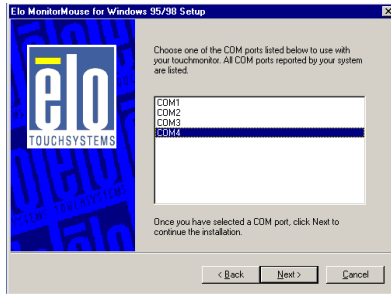 Elo MonitorMouse for Windows 95/98 Setup
Choose one of the COM ports listed below to use with
your touchmonitor. All COM ports reported by your system
are listed.
elo
TOUCHSYSTEMS
COM1
COM2
COM3
COM4
Once you have selected a COM port, click Next to
continue the installation.
< Back
Next >
Cancel